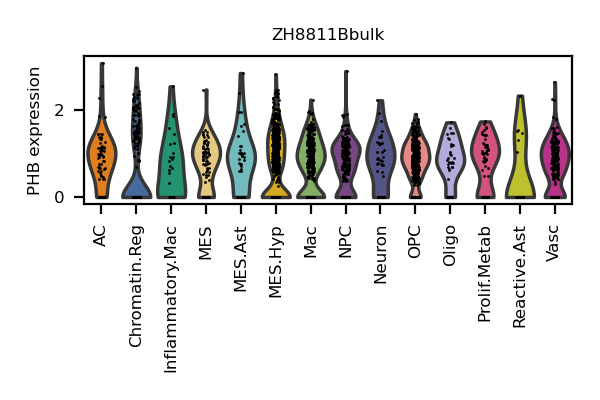 ZH8811Bbulk
PHB expression
2
0
AC
Chromatin.Reg
Inflammatory.Mac
MES
MES.Ast
MES.Hyp
Mac
NPC
Neuron
OPC
Oligo
Prolif.Metab
Reactive.Ast
Vasc